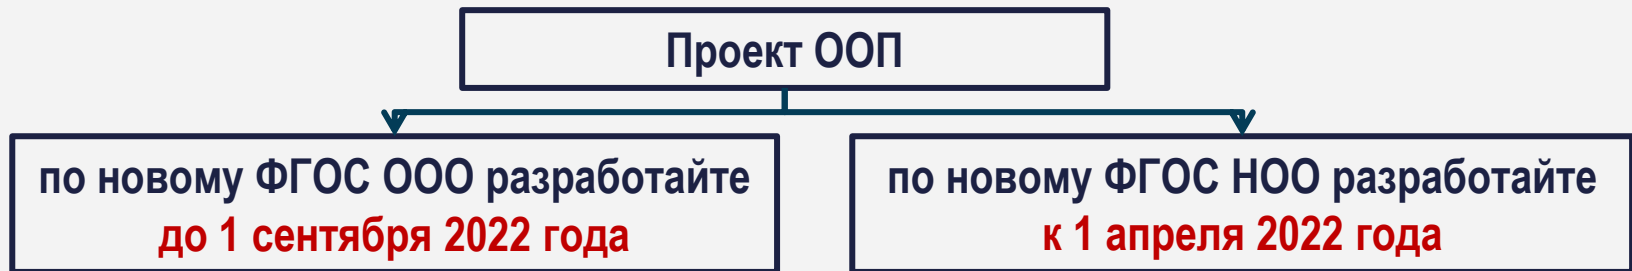 Проект ООП
по новому ФГОС ООО разработайте
до 1 сентября 2022 года
по новому ФГОС НОО разработайте
к 1 апреля 2022 года